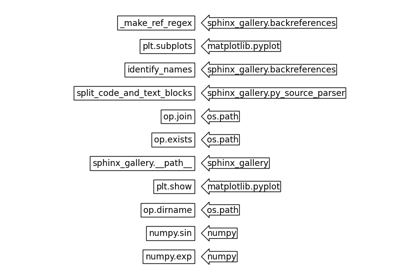 _make_ref_regex sphinx_gallery.backreferences
plt.subplots matplotlib.pyplot
identify_names sphinx_gallery.backreferences
split_code_and_text_blocks sphinx_gallery.py_source_parser
op.join os.path
op.exists os.path
sphinx_gallery.__path__ sphinx_gallery
plt.show matplotlib.pyplot
op.dirname os.path
numpy.sin numpy
numpy.exp numpy